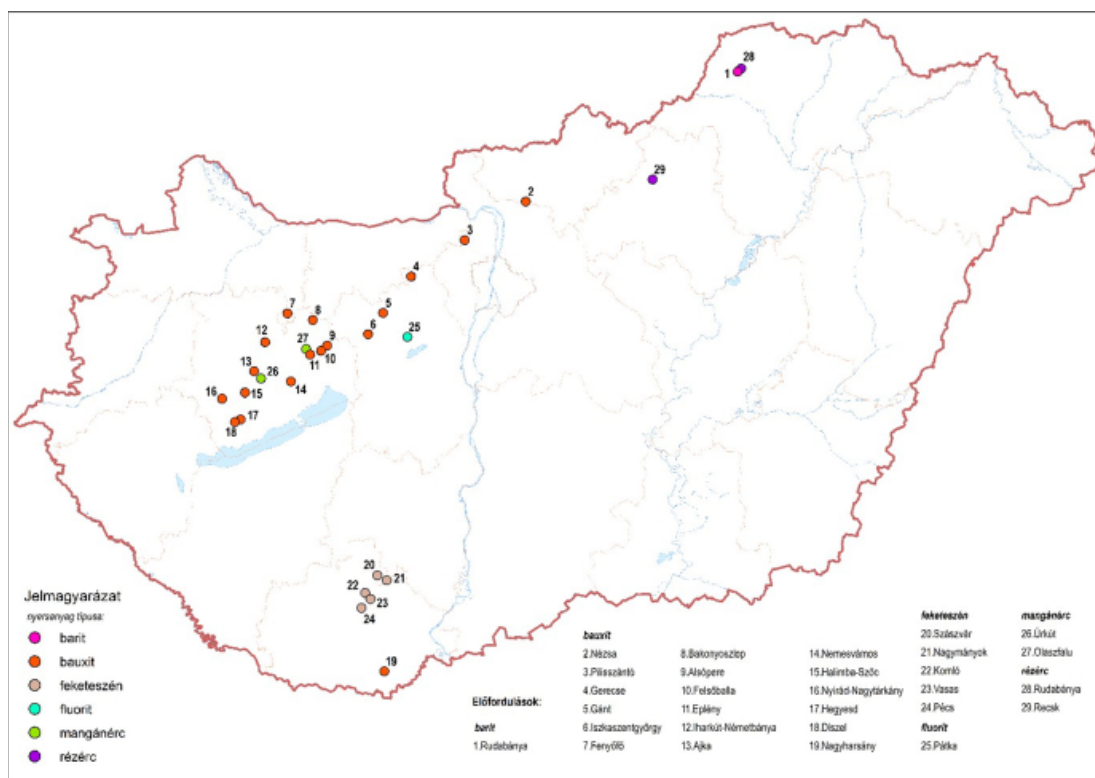 1
28
29
2
3
4
5
6
25
7
8
12
27
9
10
11
13
26
14
15
16
17
18
20
21
22
23
24
19
Jelmagyarázat
nyersanyag típusa:
barit
bauxit
feketeszén
fluorit
mangánérc
rézérc
Előfordulások:
barit
1.Rudabánya
bauxit
2.Nézsa
3.Pilisszántó
4.Gerecse
5.Gánt
6.Iszkaszentgyörgy
7.Fenyőfő
8.Bakonyoszlop
9.Alsópere
10.Felsőballa
11.Eplény
12.Iharkút-Németbánya
13.Ajka
14.Nemesvámos
15.Halimba-Szőc
16.Nyirád-Nagytárkány
17.Hegyesd
18.Díszel
19.Nagyharsány
feketeszén
20.Szászvár
21.Nagymányok
22.Komló
23.Vasas
24.Pécs
fluorit
25.Pátka
mangánérc
26.Úrkút
27.Olaszfalu
rézérc
28.Rudabánya
29.Recsk